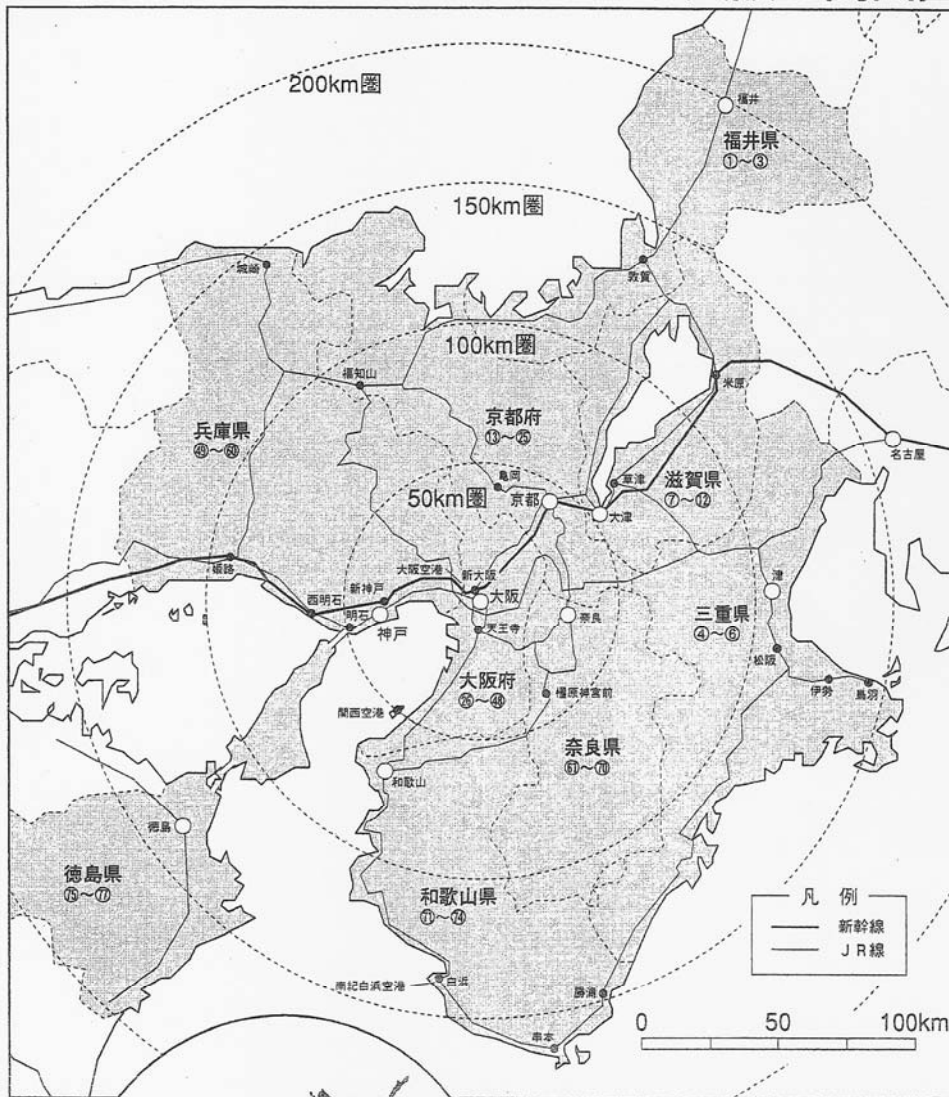 200km圏
福井
福井県
①～③
150km圏
城崎
敦賀
100km圏
福知山
米原
兵庫県
㊾～60
京都府
⑬～㉕
名古屋
亀岡
草津
滋賀県
⑦～⑫
50km圏
京都
大津
姫路
大阪空港
新大阪
新神戸
西明石
大阪
津
明石
神戸
天王寺
奈良
三重県
④～⑥
松阪
大阪府
㉖～㊽
橿原神宮前
伊勢
鳥羽
関西空港
奈良県
61～70
和歌山
徳島
徳島県
75～77
和歌山県
71～74
凡 例
新幹線
JR線
南紀白浜空港
白浜
勝浦
0 50 100km
串本